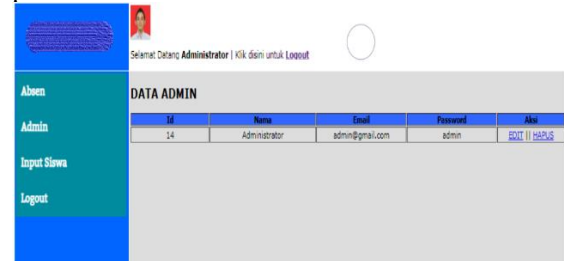 Selamat Datang Administrator | Klik disini untuk Logout
Absen
Admin
Input Siswa
Logout
DATA ADMIN
Id Nama Email Password Aksi
14 Administrator admin@gmail.com admin EDIT || HAPUS